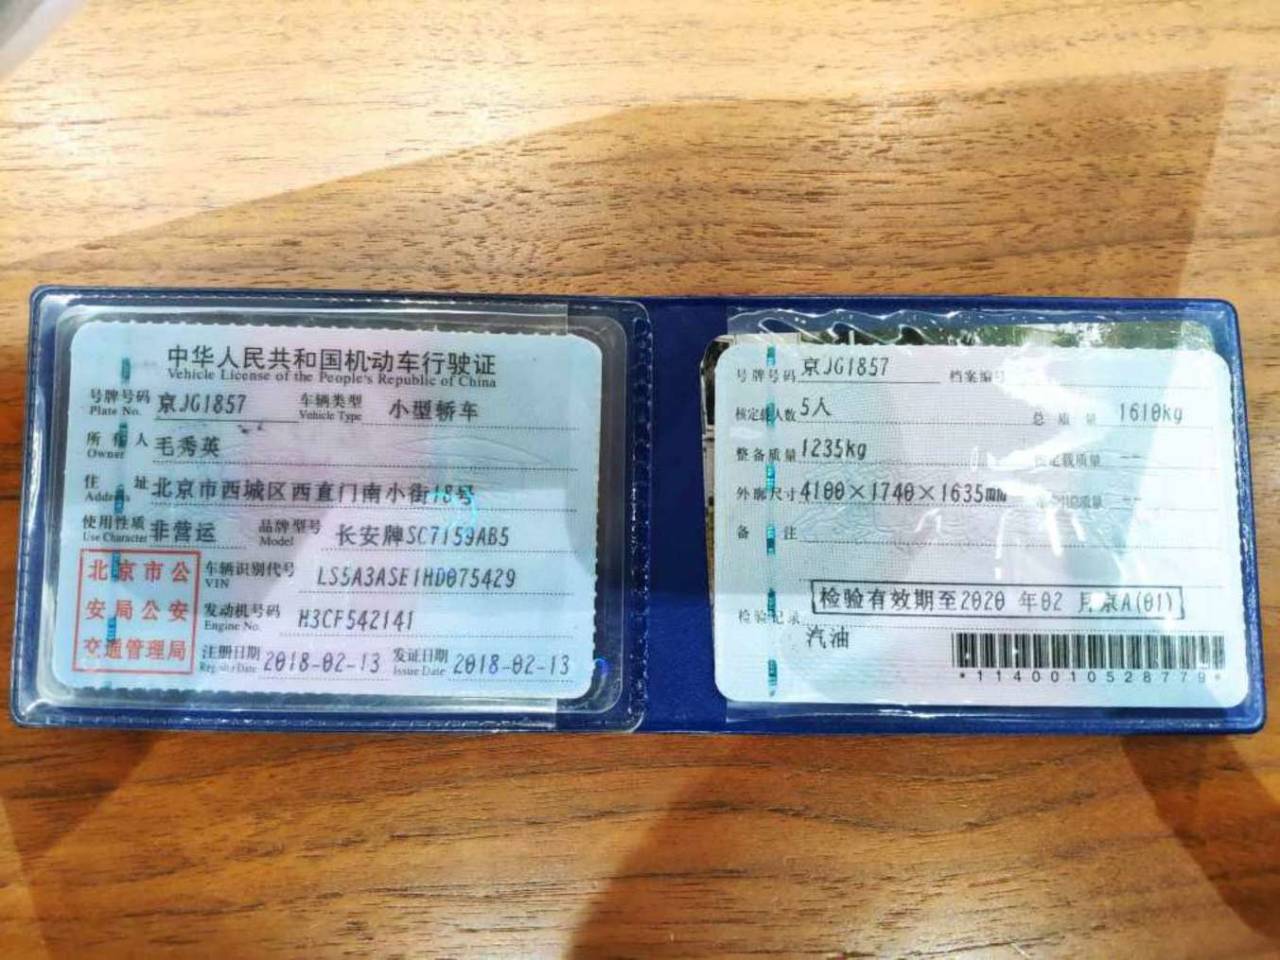 中华人民共和国机动车行驶证
Vehicle License of the People's Republic of China
号牌号码 京JG1857 车辆类型 小型轿车
Plate No. Vehicle Type
所有人 毛秀英
Owner
住址 北京市西城区西直门南小街18号
Address
使用性质 非营运 品牌型号 长安牌SC7159AB5
Use Character Model
北京市公
安局公安
交通管理局
车辆识别代号 LS5A3ASE1HD075429
VIN
发动机号码 H3CF542141
Engine No.
注册日期 2018-02-13 发证日期 2018-02-13
Register Date Issue Date
号牌号码 京JG1857 档案编号
核定载人数 5人 总质量 1610kg
整备质量 1235kg 核定载质量 --
外廓尺寸 4100×1740×1635mm 准牵引总质量 --
备注
检验记录 检验有效期至2020年02月京A(01)
汽油
*1140010528779*